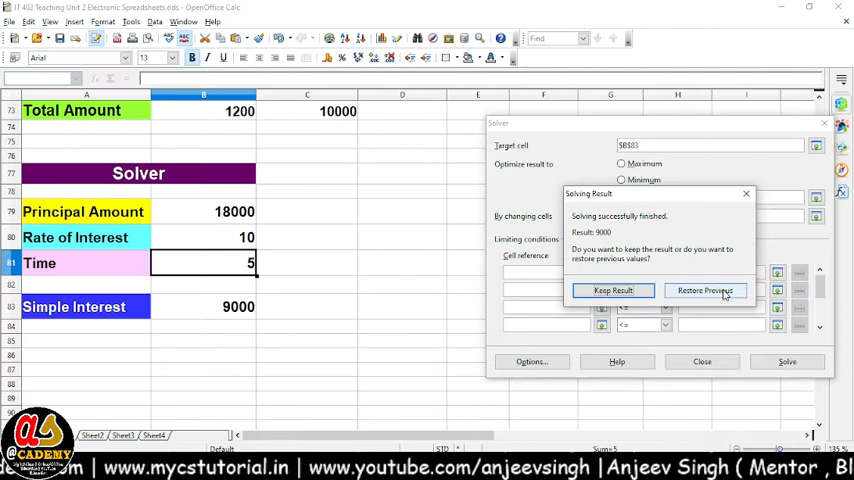 IT 402 Teaching Unit 2 Electronic Spreadsheets.ods - OpenOffice Calc
File Edit View Insert Format Tools Data Window Help
Find
Arial 13 B I U
A B C D E F G H I
73 Total Amount 1200 10000
74
75
76
77 Solver
78
79 Principal Amount 18000
80 Rate of Interest 10
81 Time 5
82
83 Simple Interest 9000
84
85
86
87
88
89
90
Solver
Target cell $B$83
Optimize result to Maximum
Minimum
By changing cells
Limiting conditions
Cell reference
<=
<=
Options... Help Close Solve
Solving Result
Solving successfully finished.
Result: 9000
Do you want to keep the result or do you want to
restore previous values?
Keep Result Restore Previous
Sheet2 Sheet3 Sheet4
Default STD * Sum=5 135 %
as
@CADEMY
www.mycstutorial.in , www.youtube.com/anjeevsingh |Anjeev Singh ( Mentor , Bl